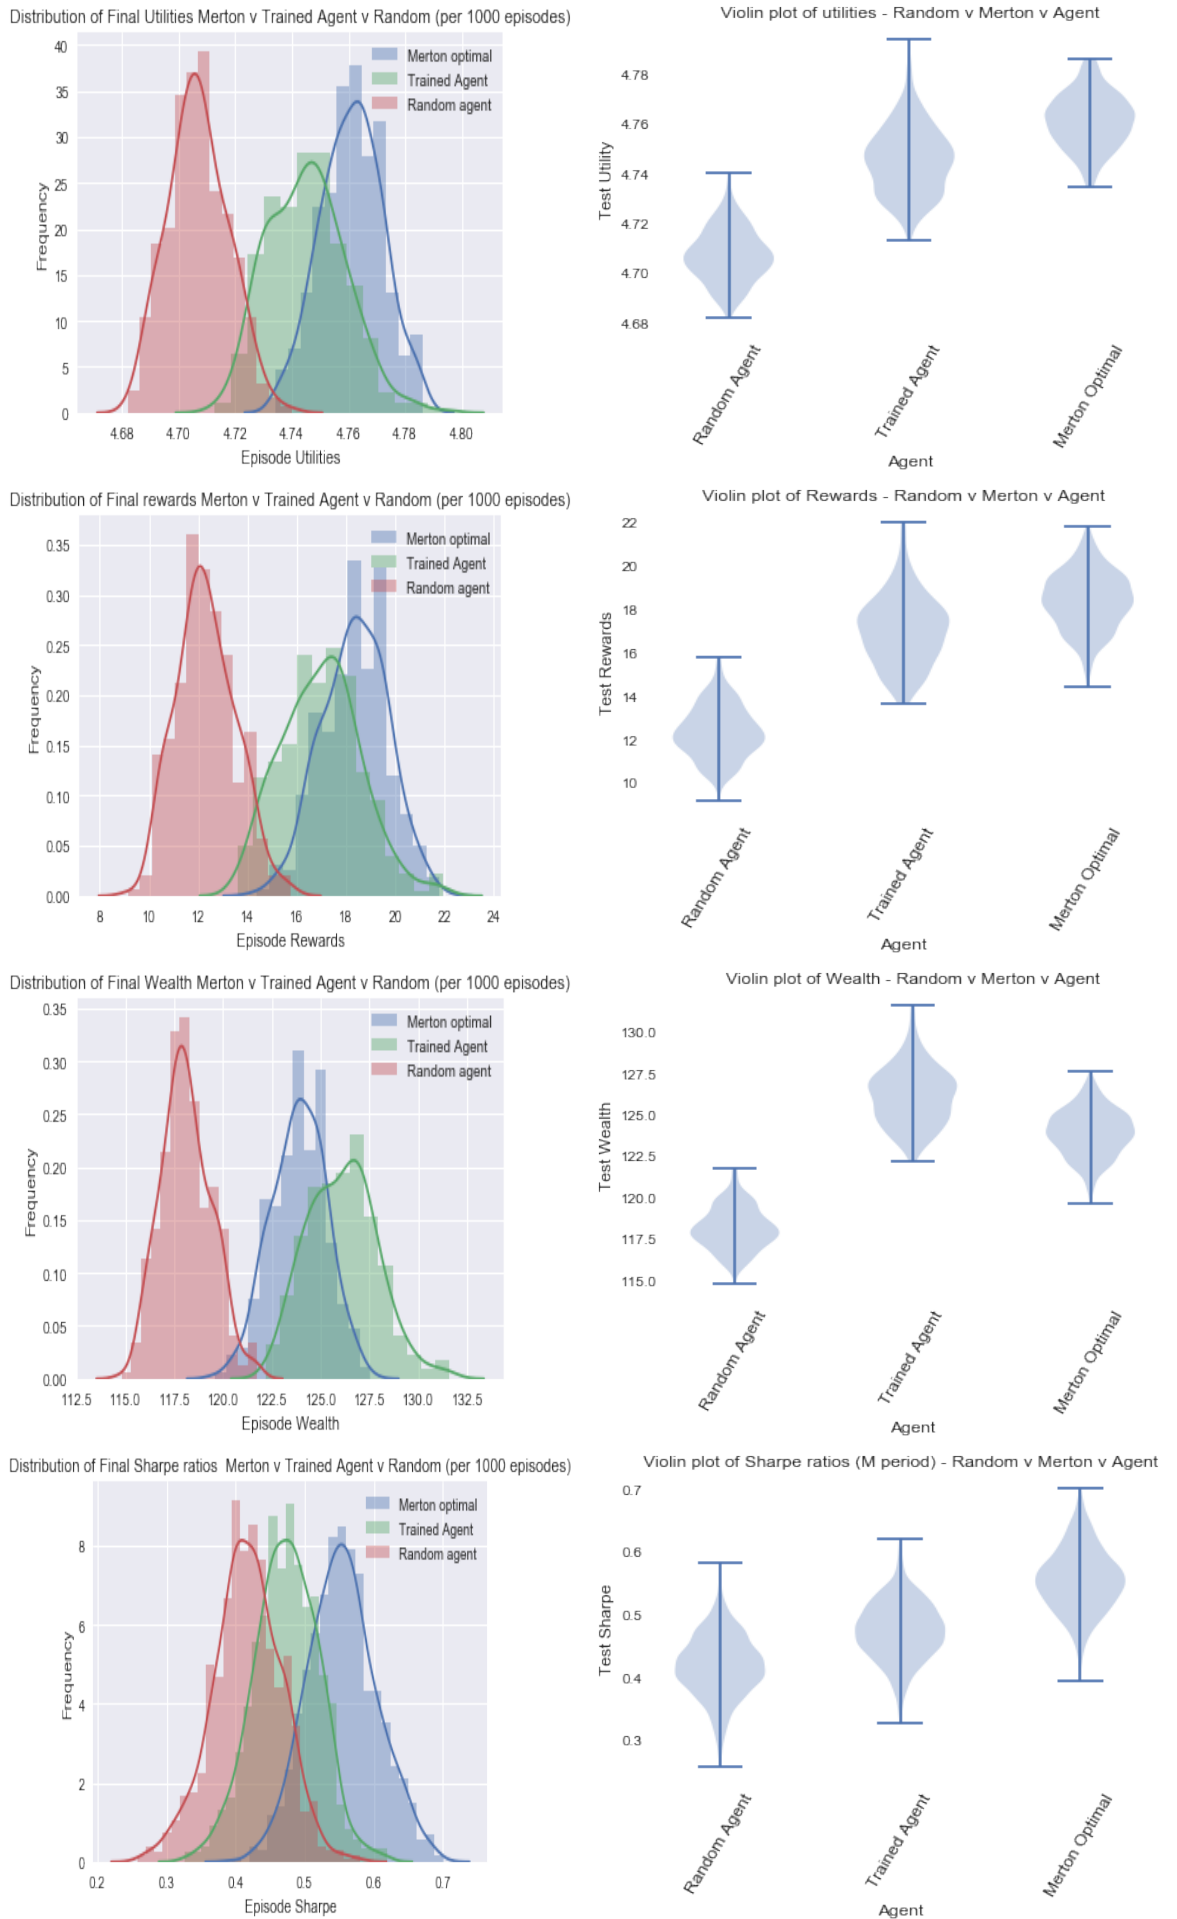 Distribution of Final Utilities Merton v Trained Agent v Random (per 1000 episodes)
Merton optimal
Trained Agent
Random agent
40
35
30
25
20
15
10
5
0
Frequency
4.68 4.70 4.72 4.74 4.76 4.78 4.80
Episode Utilities
Violin plot of utilities - Random v Merton v Agent
4.78
4.76
4.74
4.72
4.70
4.68
Test Utility
Random Agent
Trained Agent
Merton Optimal
Agent
Distribution of Final rewards Merton v Trained Agent v Random (per 1000 episodes)
Merton optimal
Trained Agent
Random agent
0.35
0.30
0.25
0.20
0.15
0.10
0.05
0.00
Frequency
8 10 12 14 16 18 20 22 24
Episode Rewards
Violin plot of Rewards - Random v Merton v Agent
22
20
18
16
14
12
10
Test Rewards
Random Agent
Trained Agent
Merton Optimal
Agent
Distribution of Final Wealth Merton v Trained Agent v Random (per 1000 episodes)
Merton optimal
Trained Agent
Random agent
0.35
0.30
0.25
0.20
0.15
0.10
0.05
0.00
Frequency
112.5 115.0 117.5 120.0 122.5 125.0 127.5 130.0 132.5
Episode Wealth
Violin plot of Wealth - Random v Merton v Agent
130.0
127.5
125.0
122.5
120.0
117.5
115.0
Test Wealth
Random Agent
Trained Agent
Merton Optimal
Agent
Distribution of Final Sharpe ratios  Merton v Trained Agent v Random (per 1000 episodes)
Merton optimal
Trained Agent
Random agent
8
6
4
2
0
Frequency
0.2 0.3 0.4 0.5 0.6 0.7
Episode Sharpe
Violin plot of Sharpe ratios (M period) - Random v Merton v Agent
0.7
0.6
0.5
0.4
0.3
Test Sharpe
Random Agent
Trained Agent
Merton Optimal
Agent